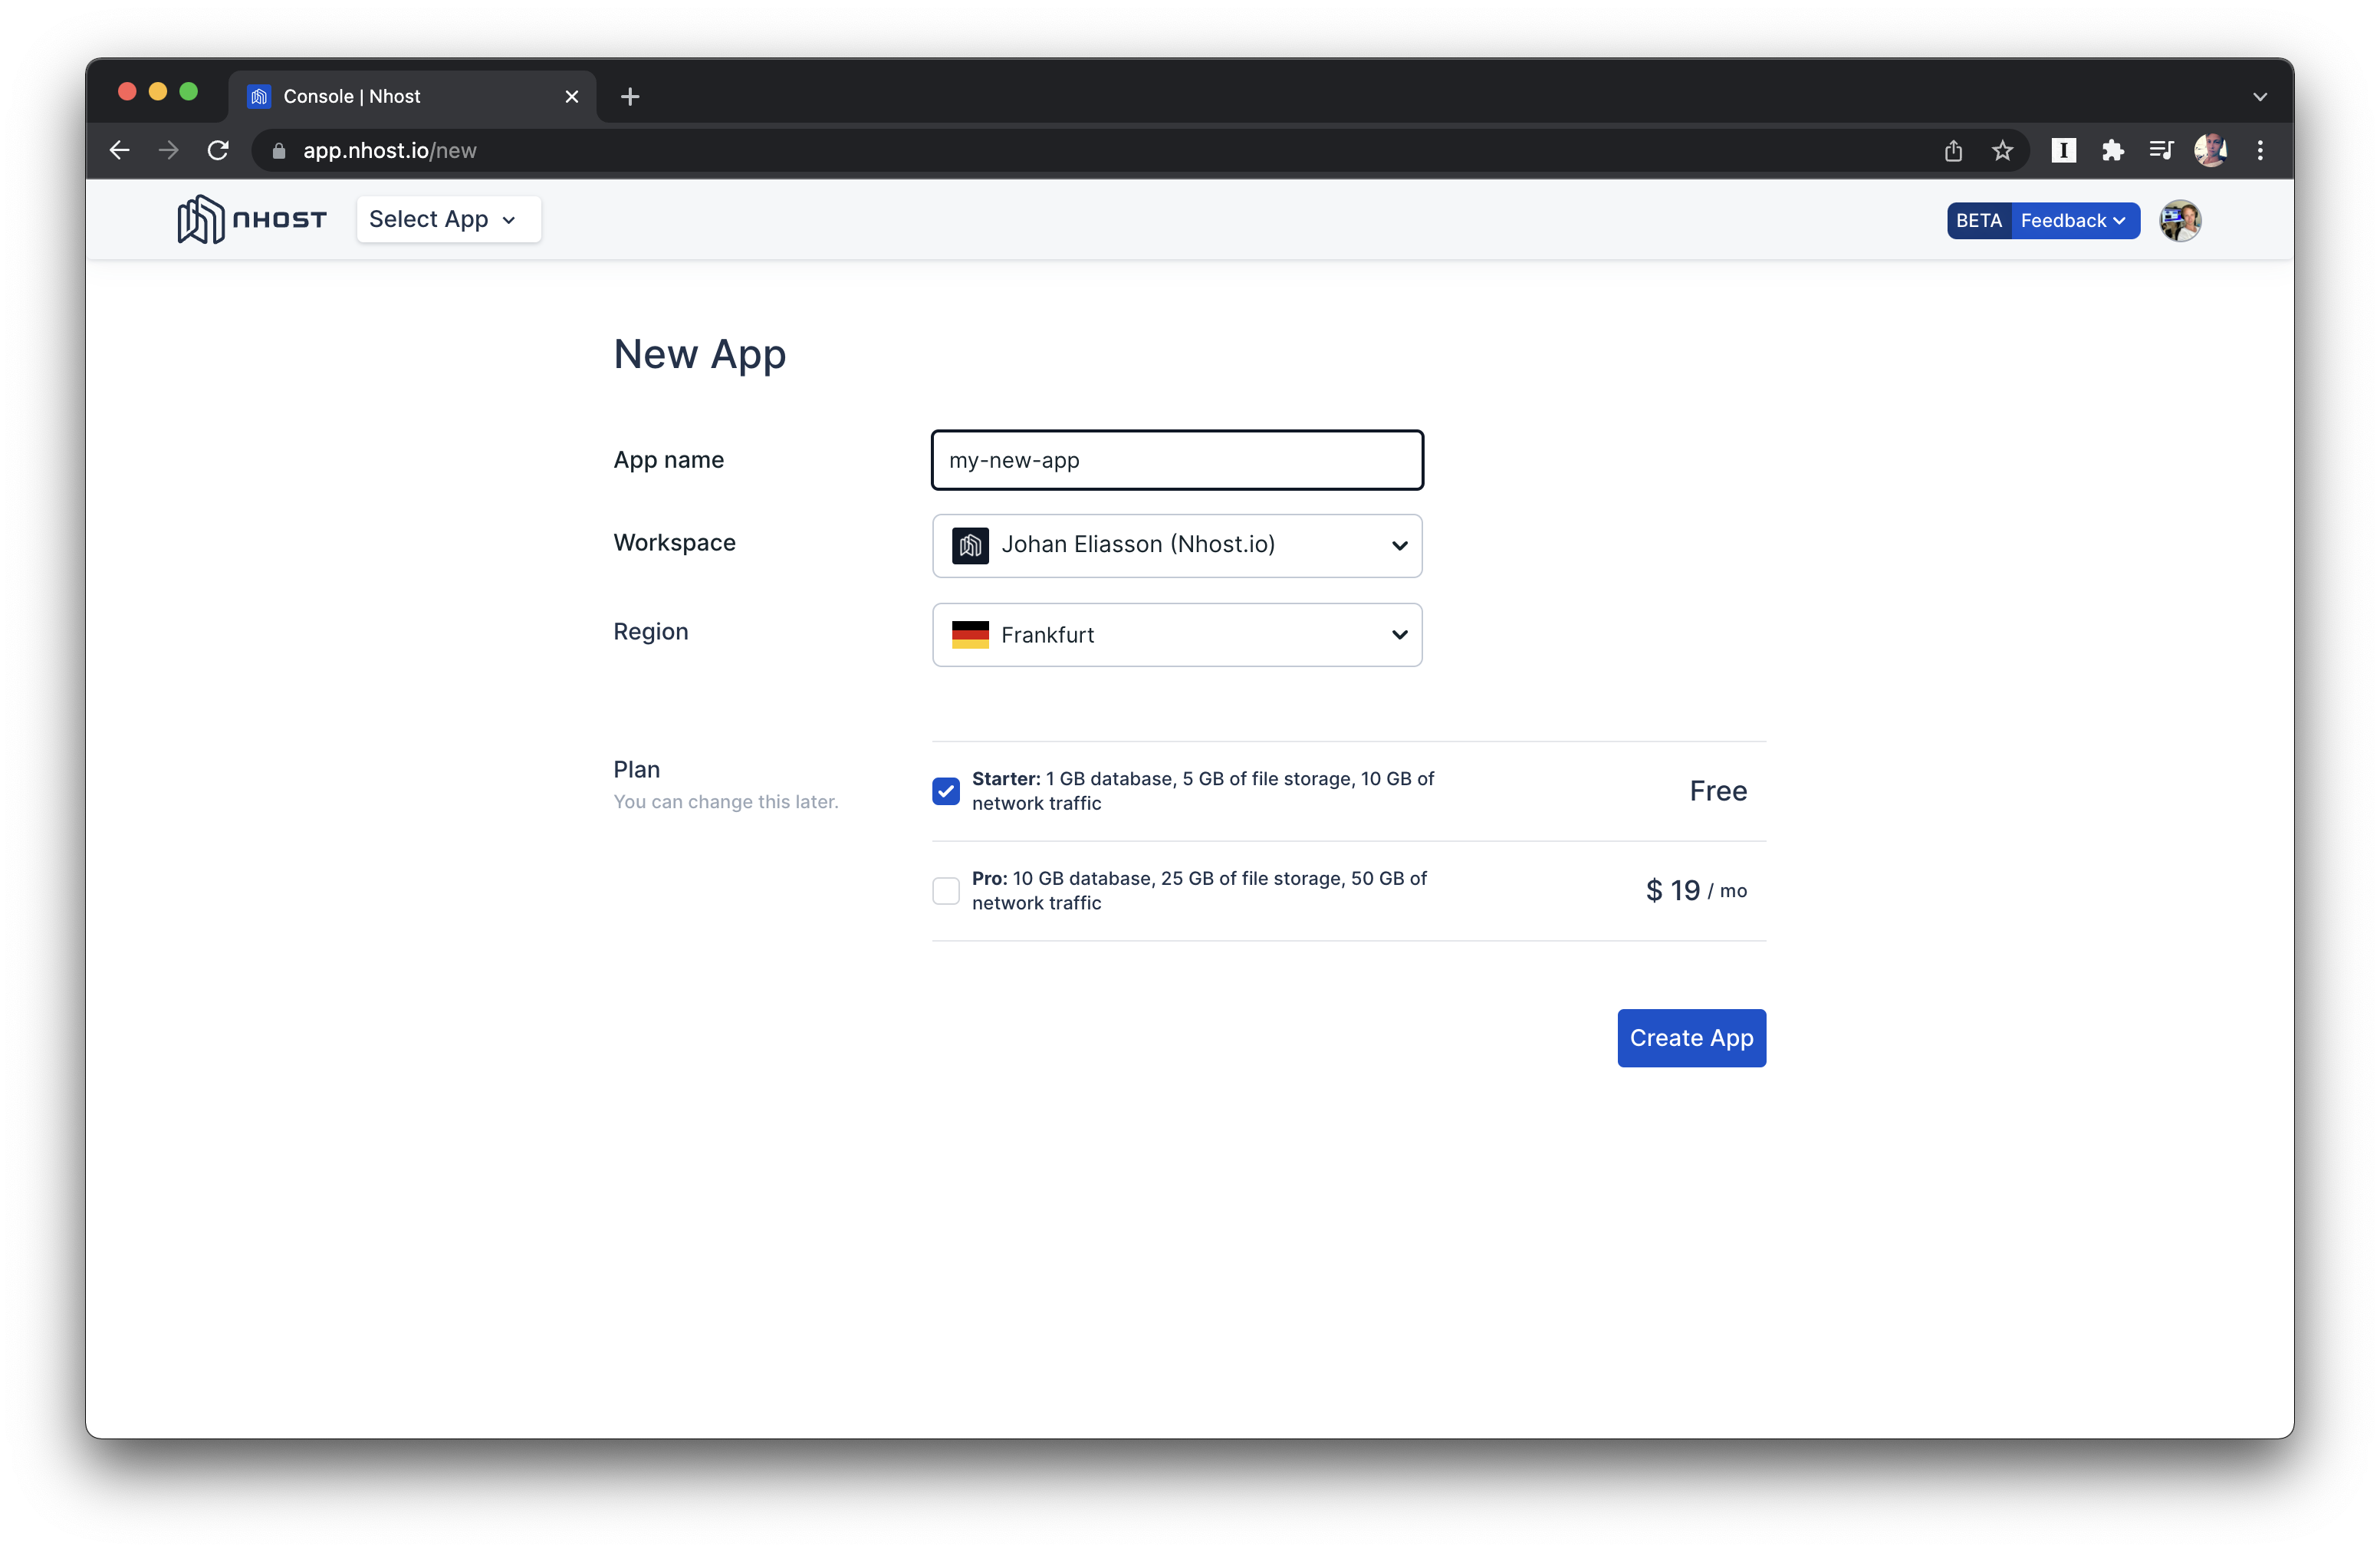 Console | Nhost
app.nhost.io/new
I
nHOST
Select App
BETA Feedback
New App
App name
my-new-app
Workspace
Johan Eliasson (Nhost.io)
Region
Frankfurt
Plan
You can change this later.
Starter: 1 GB database, 5 GB of file storage, 10 GB of
network traffic
Free
Pro: 10 GB database, 25 GB of file storage, 50 GB of
network traffic
$ 19 / mo
Create App